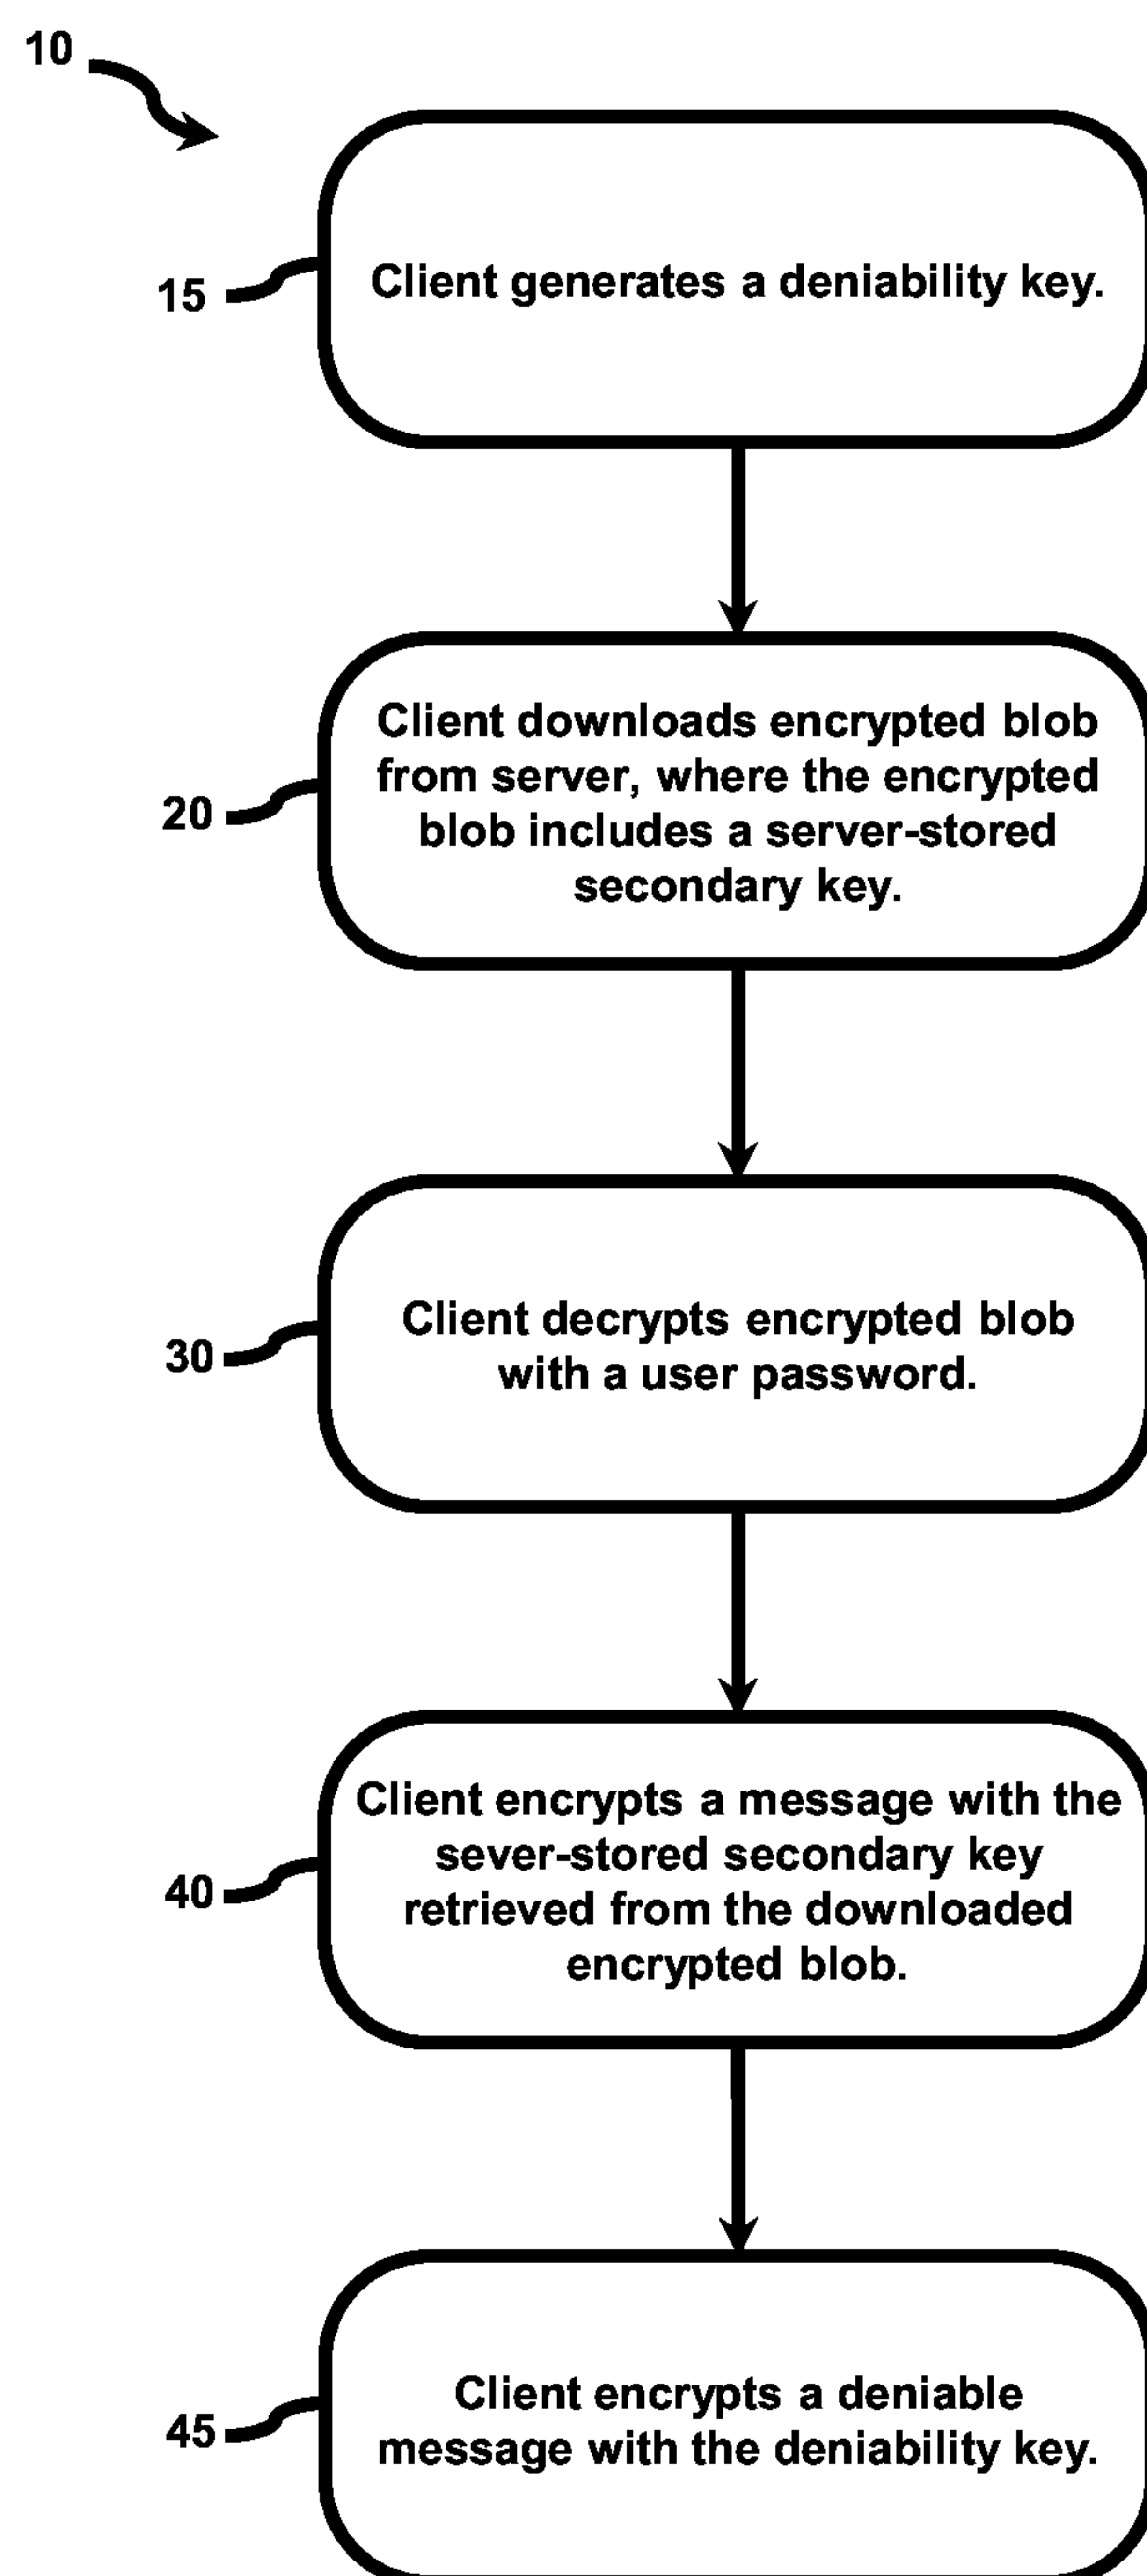 10
15
Client generates a deniability key.
20
Client downloads encrypted blob
from server, where the encrypted
blob includes a server-stored
secondary key.
30
Client decrypts encrypted blob
with a user password.
40
Client encrypts a message with the
sever-stored secondary key
retrieved from the downloaded
encrypted blob.
45
Client encrypts a deniable
message with the deniability key.